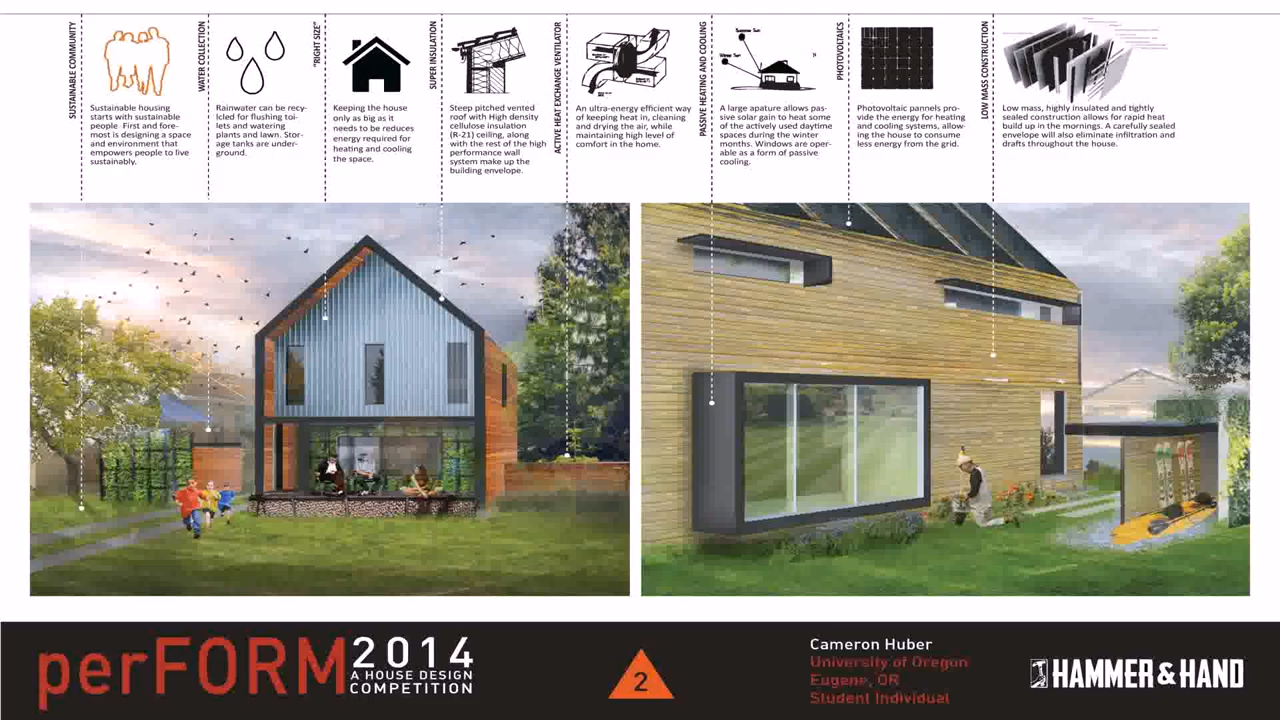 SUSTAINABLE COMMUNITY
Sustainable housing
starts with sustainable
people. First and fore-
most is designing a space
and environment that
empowers people to live
sustainably.
WATER COLLECTION
Rainwater can be recy-
lcled for flushing toi-
lets and watering
plants and lawn. Stor-
age tanks are under-
ground.
"RIGHT SIZE"
Keeping the house
only as big as it
needs to be reduces
energy required for
heating and cooling
the space.
SUPER INSULATION
Steep pitched vented
roof with High density
cellulose insulation
(R-21) ceiling, along
with the rest of the high
performance wall
system make up the
building envelope.
ACTIVE HEAT EXCHANGE VENTILATOR
An ultra-energy efficient way
of keeping heat in, cleaning
and drying the air, while
maintaining high level of
comfort in the home.
PASSIVE HEATING AND COOLING
A large apature allows pas-
sive solar gain to heat some
of the actively used daytime
spaces during the winter
months. Windows are oper-
able as a form of passive
cooling.
PHOTOVOLTAICS
Photovoltaic pannels pro-
vide the energy for heating
and cooling systems, allow-
ing the house to consume
less energy from the grid.
LOW MASS CONSTRUCTION
Low mass, highly insulated and tightly
sealed construction allows for rapid heat
build up in the mornings. A carefully sealed
envelope will also eliminate infiltration and
drafts throughout the house.
perFORM 2014
A HOUSE DESIGN
COMPETITION
2
Cameron Huber
University of Oregon
Eugene, OR
Student Individual
HAMMER & HAND